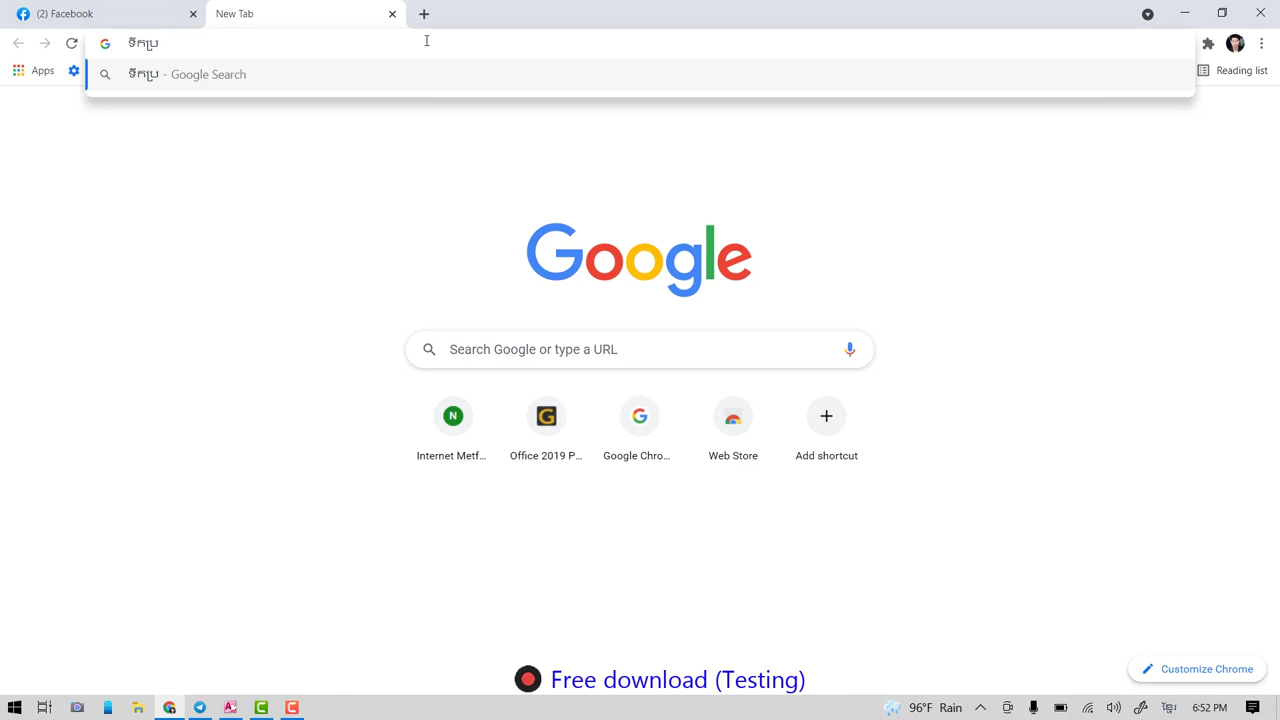 (2) Facebook
New Tab
ទឹកប្រ
Apps
Reading list
ទឹកប្រ - Google Search
Google
Search Google or type a URL
N
G
Internet Metf...
Office 2019 P...
Google Chro...
Web Store
Add shortcut
Free download (Testing)
Customize Chrome
96°F Rain
6:52 PM